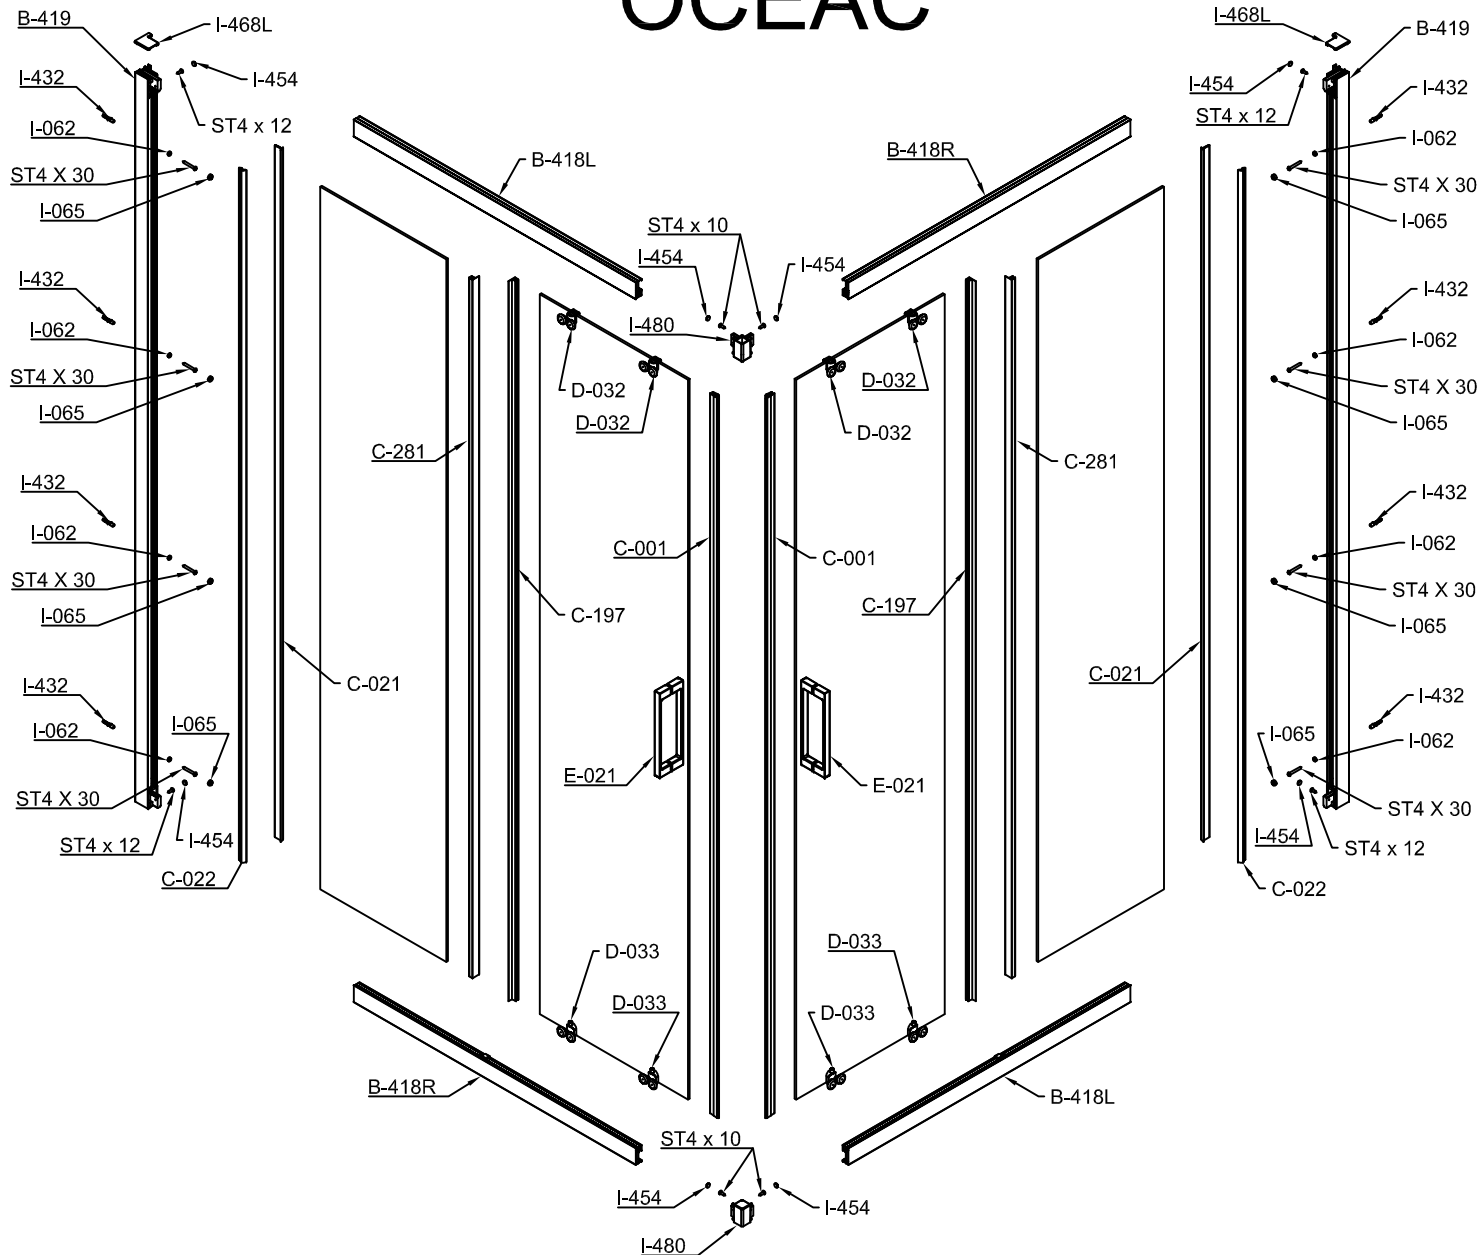 OCEAC
B-419
I-468L
I-454
I-432
ST4 x 12
I-062
ST4 X 30
I-065
I-432
I-062
ST4 X 30
I-065
I-432
I-062
ST4 X 30
I-065
I-432
I-062
I-065
ST4 X 30
ST4 x 12
I-454
C-022
C-021
B-418L
C-281
C-197
D-032
D-032
C-001
E-021
D-033
D-033
B-418R
ST4 x 10
I-454
I-454
I-480
ST4 x 10
I-454
I-454
I-480
B-418R
D-032
D-032
C-281
C-001
C-197
E-021
D-033
D-033
B-418L
C-021
C-022
I-468L
B-419
I-454
I-432
ST4 x 12
I-062
ST4 X 30
I-065
I-432
I-062
ST4 X 30
I-065
I-432
I-062
ST4 X 30
I-065
I-432
I-065
I-062
ST4 X 30
I-454
ST4 x 12